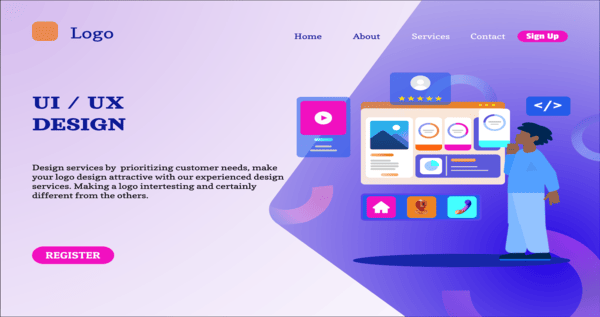 Logo
Home
About
Services
Contact
Sign Up
UI / UX
DESIGN
</>
Design services by prioritizing customer needs, make
your logo design attractive with our experienced design
services. Making a logo intertesting and certainly
different from the others.
REGISTER